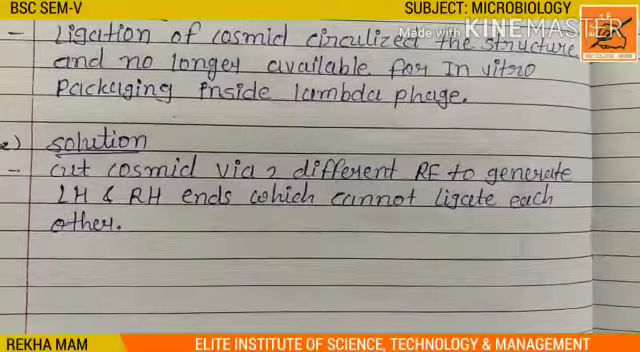 BSC SEM-V
SUBJECT: MICROBIOLOGY
Made with KINEMASTER
- Ligation of cosmid circulized the structure
and no longer available for In vitro
Packaging inside lambda phage.
2) solution
- cut cosmid via 2 different RF to generate
LH & RH ends which cannot ligate each
other.
REKHA MAM
ELITE INSTITUTE OF SCIENCE, TECHNOLOGY & MANAGEMENT